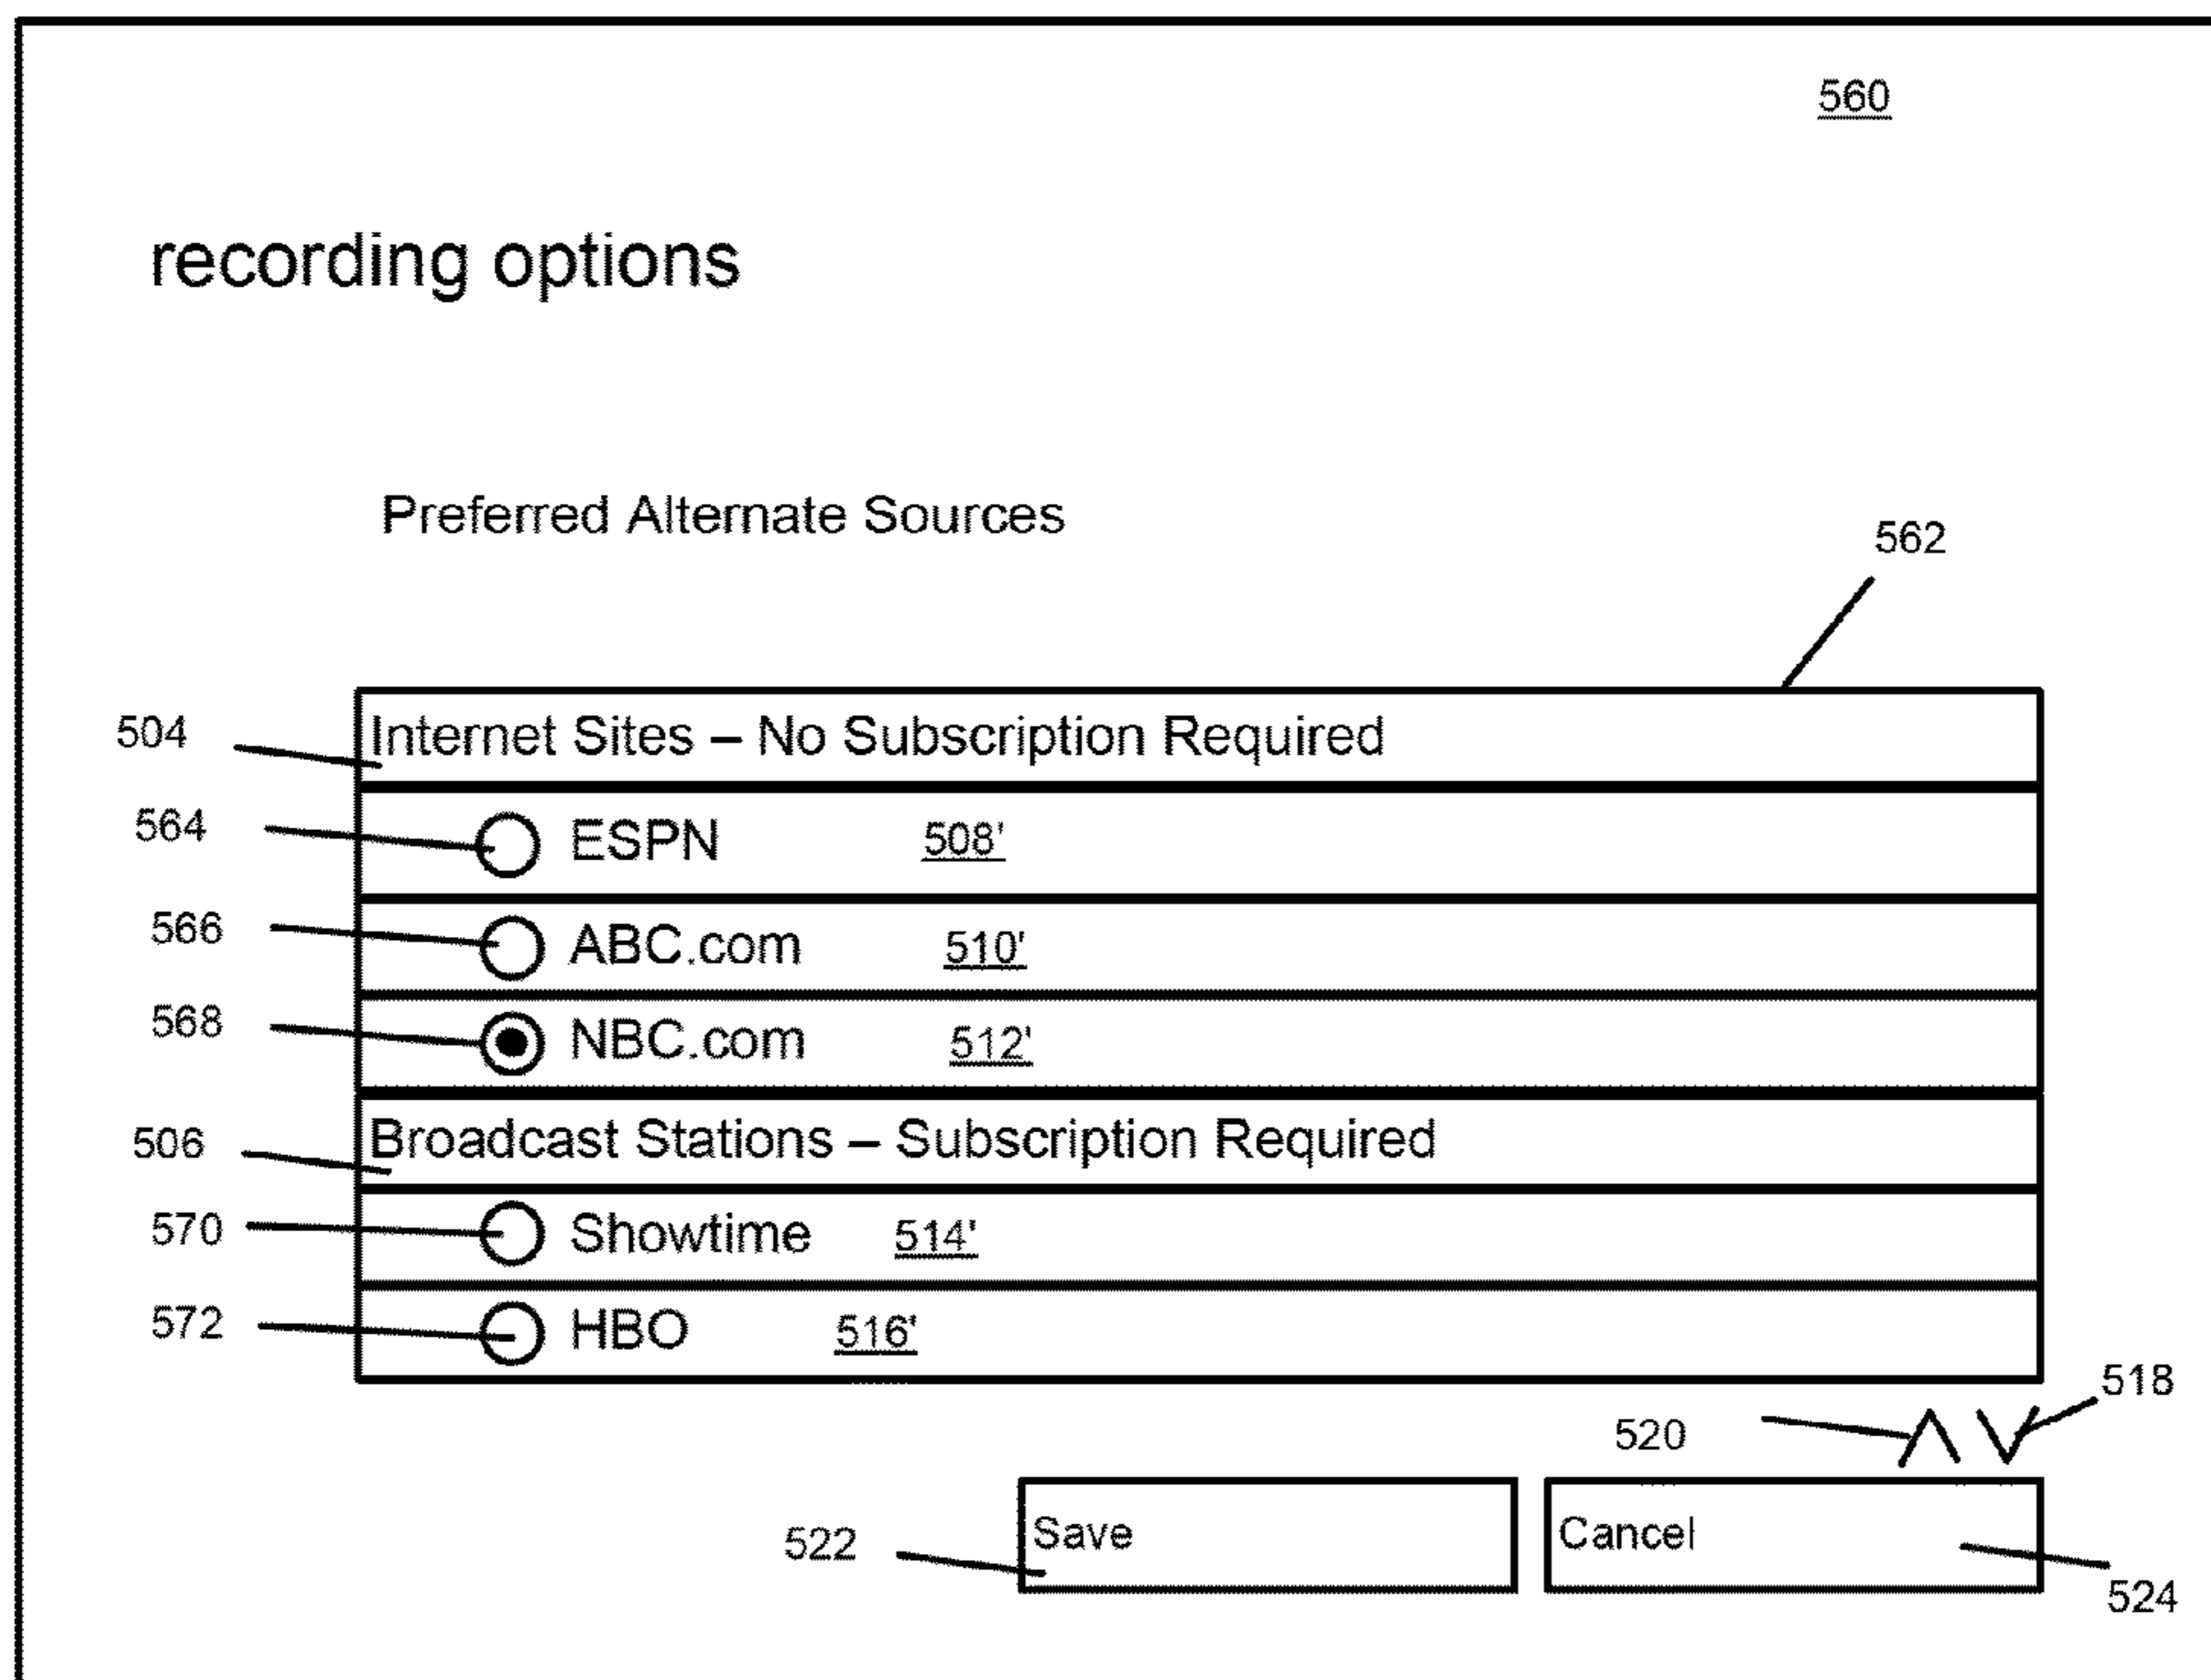 560
recording options
Preferred Alternate Sources
562
504 Internet Sites – No Subscription Required
564 ESPN 508'
566 ABC.com 510'
568 NBC.com 512'
506 Broadcast Stations – Subscription Required
570 Showtime 514'
572 HBO 516'
518
520
522 Save Cancel
524